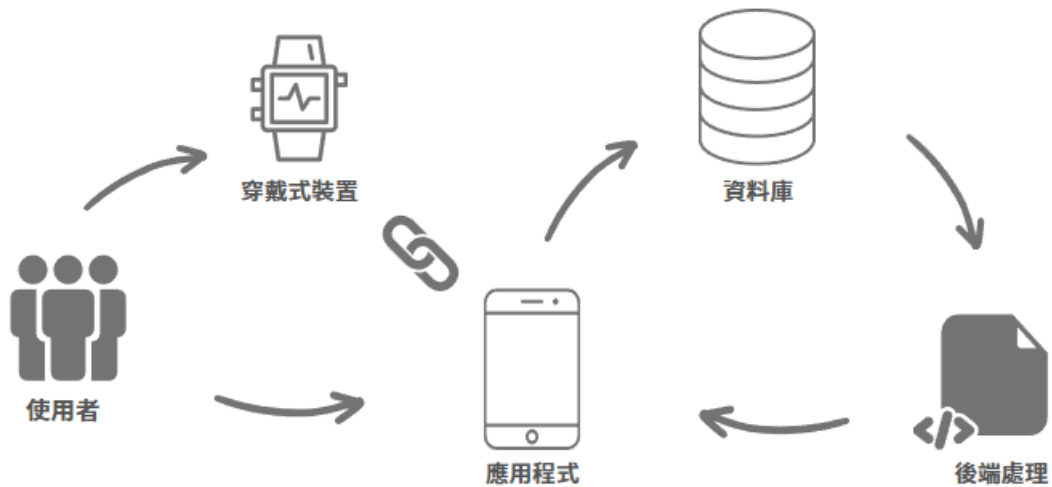 穿戴式裝置
資料庫
使用者
應用程式
後端處理